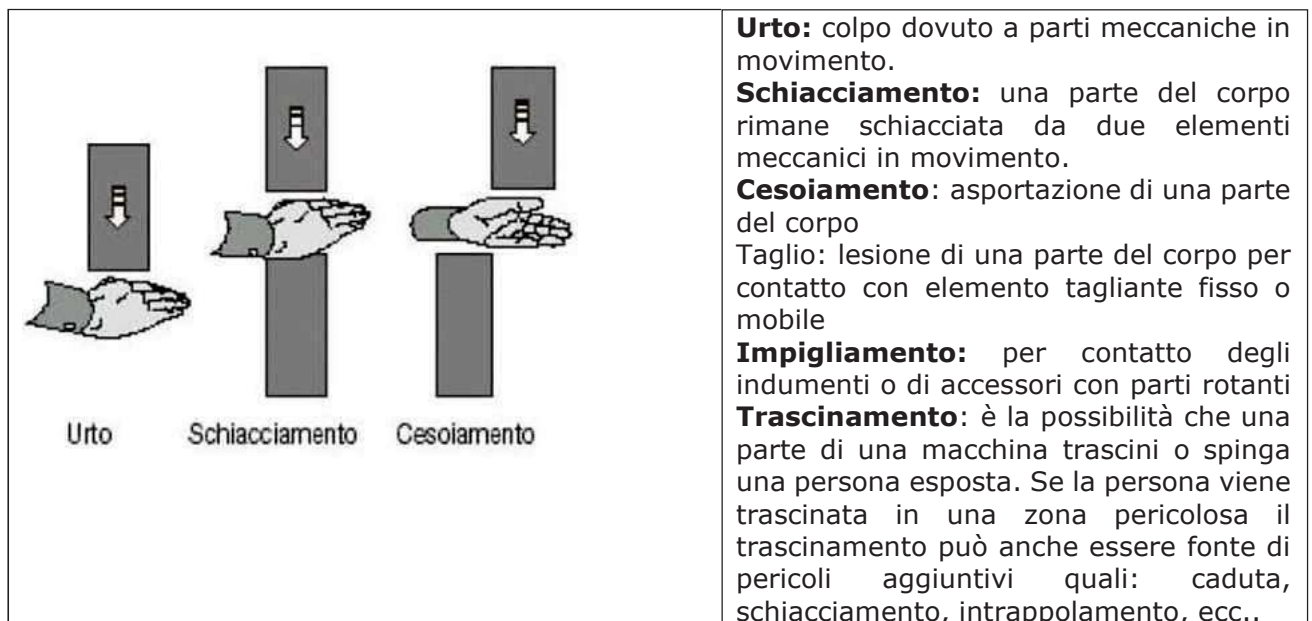 Urto
Schiacciamento
Cesoiamento
Urto: colpo dovuto a parti meccaniche in
movimento.
Schiacciamento: una parte del corpo
rimane schiacciata da due elementi
meccanici in movimento.
Cesoiamento: asportazione di una parte
del corpo
Taglio: lesione di una parte del corpo per
contatto con elemento tagliante fisso o
mobile
Impigliamento: per contatto degli
indumenti o di accessori con parti rotanti
Trascinamento: è la possibilità che una
parte di una macchina trascini o spinga
una persona esposta. Se la persona viene
trascinata in una zona pericolosa il
trascinamento può anche essere fonte di
pericoli aggiuntivi quali: caduta,
schiacciamento, intrappolamento, ecc..